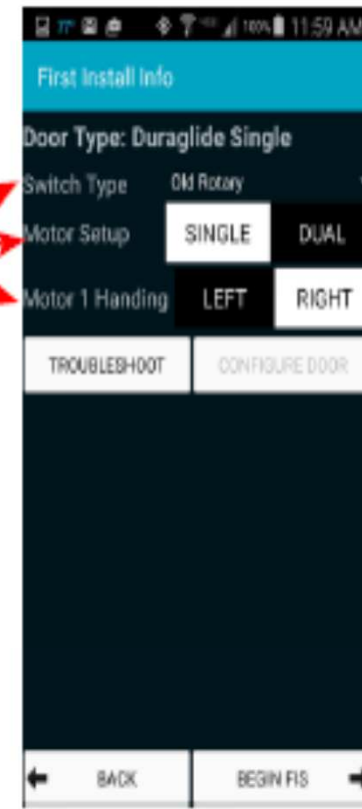 100% 11:59 AM
First Install Info
Door Type: Duraglide Single
Switch Type Old Rotary
Motor Setup SINGLE DUAL
Motor 1 Handing LEFT RIGHT
TROUBLESHOOT CONFIGURE DOOR
BACK BEGIN FIS